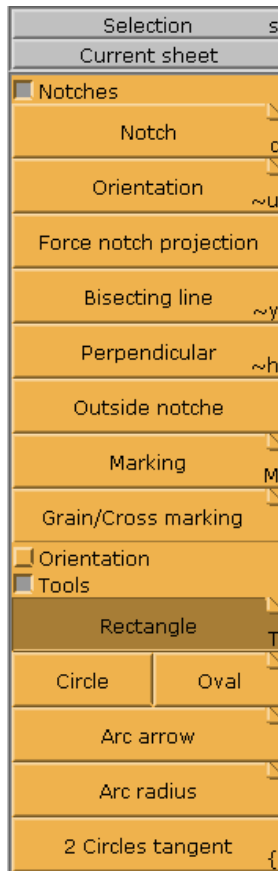 Selection s
Current sheet
Notches
Notch
Orientation ~u
Force notch projection
Bisecting line ~y
Perpendicular ~h
Outside notche
Marking M
Grain/Cross marking
Orientation
Tools
Rectangle T
Circle Oval
Arc arrow
Arc radius
2 Circles tangent {